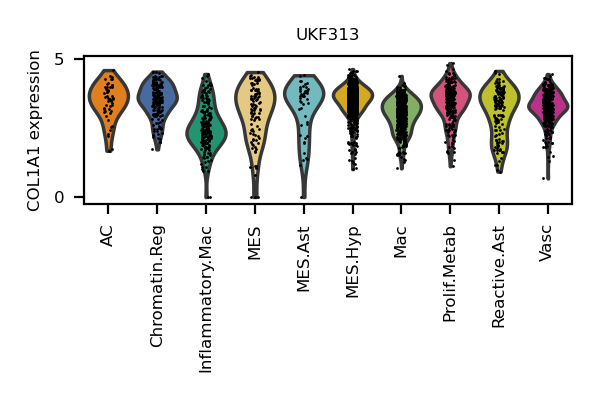 UKF313
COL1A1 expression
5
0
AC
Chromatin.Reg
Inflammatory.Mac
MES
MES.Ast
MES.Hyp
Mac
Prolif.Metab
Reactive.Ast
Vasc